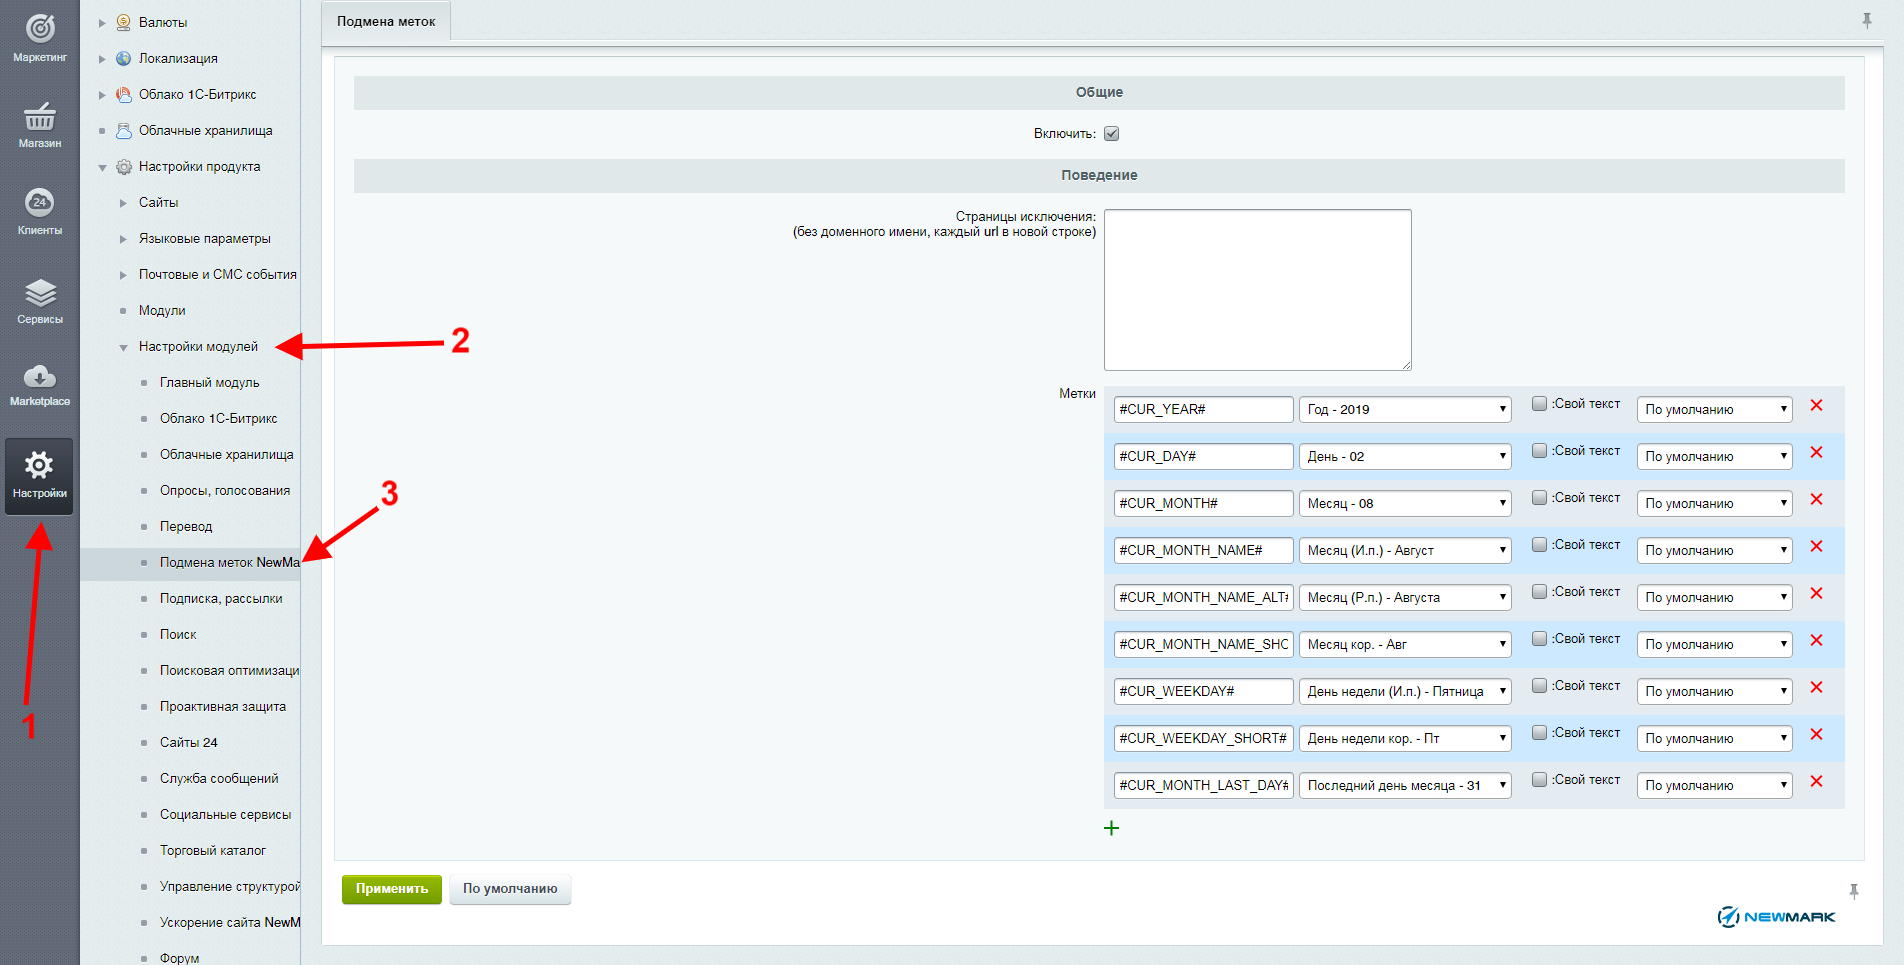 Маркетинг
Магазин
24
Клиенты
Сервисы
Marketplace
Настройки
1
Валюты
Локализация
Облако 1С-Битрикс
Облачные хранилища
Настройки продукта
Сайты
Языковые параметры
Почтовые и СМС события
Модули
Настройки модулей
2
Главный модуль
Облако 1С-Битрикс
Облачные хранилища
Опросы, голосования
3
Перевод
Подмена меток NewMa
Подписка, рассылки
Поиск
Поисковая оптимизаци
Проактивная защита
Сайты 24
Служба сообщений
Социальные сервисы
Торговый каталог
Управление структурой
Ускорение сайта NewM
Форум
Подмена меток
Общие
Включить:
Поведение
Страницы исключения:
(без доменного имени, каждый url в новой строке)
Метки
#CUR_YEAR# Год - 2019 :Свой текст По умолчанию
#CUR_DAY# День - 02 :Свой текст По умолчанию
#CUR_MONTH# Месяц - 08 :Свой текст По умолчанию
#CUR_MONTH_NAME# Месяц (И.п.) - Август :Свой текст По умолчанию
#CUR_MONTH_NAME_ALT# Месяц (Р.п.) - Августа :Свой текст По умолчанию
#CUR_MONTH_NAME_SHO Месяц кор. - Авг :Свой текст По умолчанию
#CUR_WEEKDAY# День недели (И.п.) - Пятница :Свой текст По умолчанию
#CUR_WEEKDAY_SHORT# День недели кор. - Пт :Свой текст По умолчанию
#CUR_MONTH_LAST_DAY# Последний день месяца - 31 :Свой текст По умолчанию
Применить По умолчанию
NEWMARK